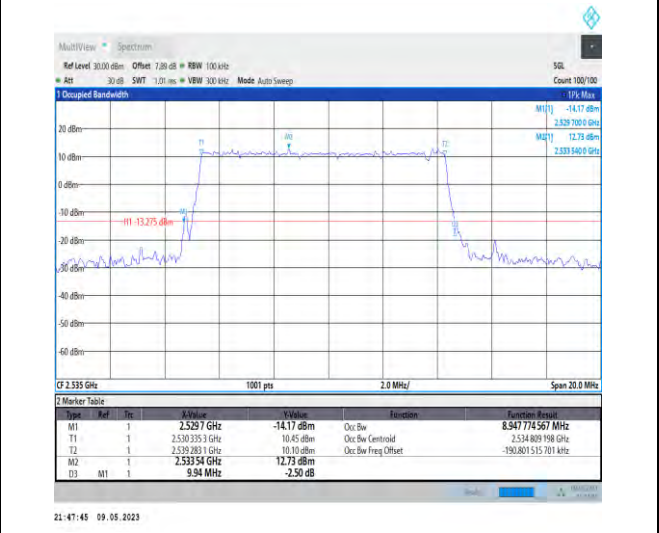 MultiView Spectrum
Ref Level 30.00 dBm Offset 7.89 dB RBW 100 kHz SGL
Att 30 dB SWT 1.01 ms VBW 300 kHz Mode Auto Sweep Count 100/100
1 Occupied Bandwidth 1Pk Max
M1[1] -14.17 dBm
2.529 700 0 GHz
M2[1] 12.73 dBm
2.533 540 0 GHz
20 dBm
T1 M2 T2
10 dBm
0 dBm
-10 dBm
H1 -13.275 dBm
-20 dBm
-30 dBm
-40 dBm
-50 dBm
-60 dBm
CF 2.535 GHz 1001 pts 2.0 MHz/ Span 20.0 MHz
2 Marker Table
Type Ref Trc X-Value Y-Value Function Function Result
M1 1 2.529 7 GHz -14.17 dBm Occ Bw 8.947 774 567 MHz
T1 1 2.530 335 3 GHz 10.45 dBm Occ Bw Centroid 2.534 809 198 GHz
T2 1 2.539 283 1 GHz 10.10 dBm Occ Bw Freq Offset -190.801 515 701 kHz
M2 1 2.533 54 GHz 12.73 dBm
D3 M1 1 9.94 MHz -2.50 dB
21:47:45 09.05.2023